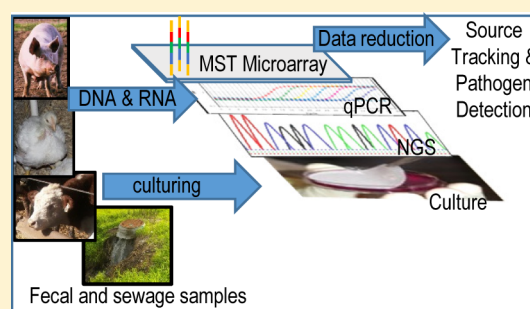 DNA & RNA
culturing
Fecal and sewage samples
MST Microarray
qPCR
NGS
Culture
Data reduction
Source
Tracking &
Pathogen
Detection